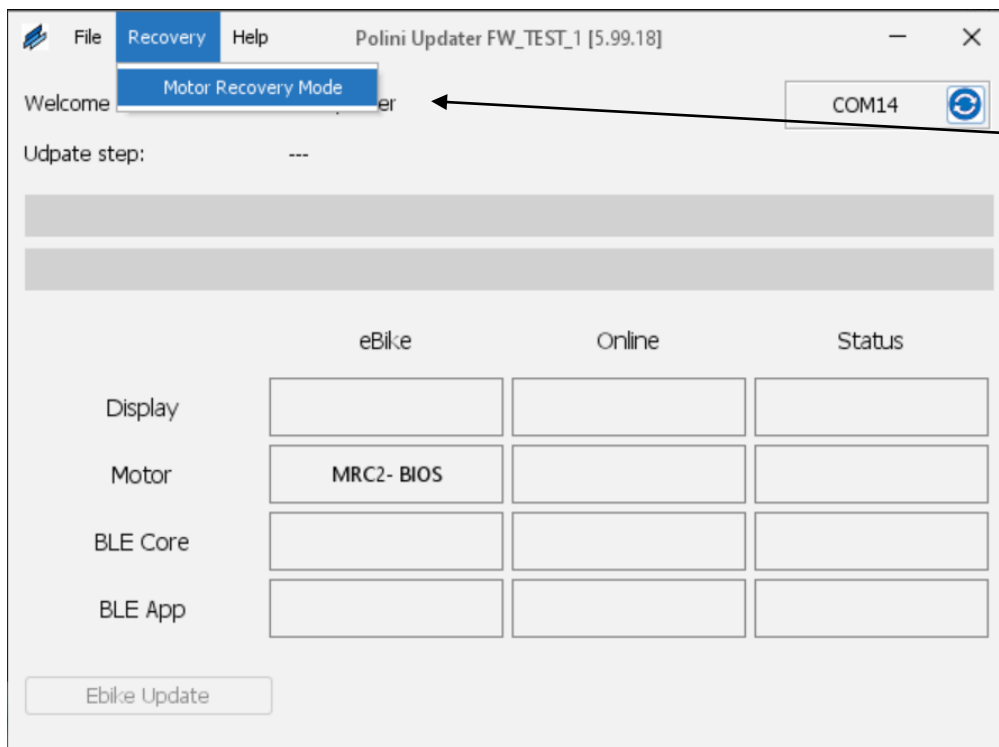 File Recovery Help Polini Updater FW_TEST_1 [5.99.18]
Motor Recovery Mode
Welcome er COM14
Udpate step: ---
eBike Online Status
Display
Motor MRC2- BIOS
BLE Core
BLE App
Ebike Update